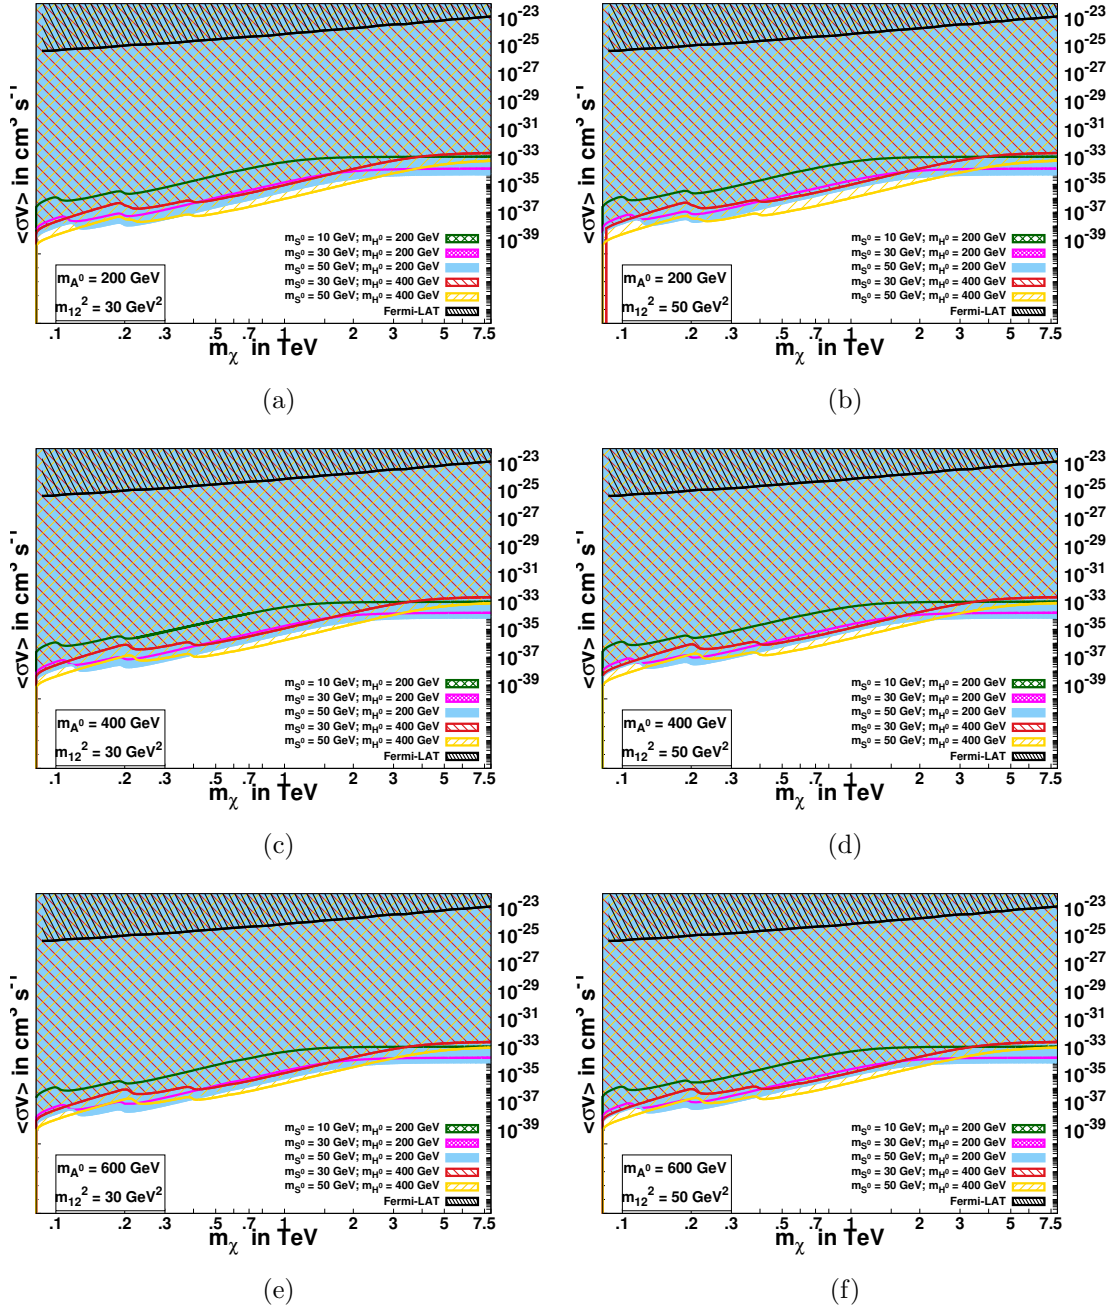 10⁻²³
10⁻²⁵
10⁻²⁷
10⁻²⁹
10⁻³¹
10⁻³³
10⁻³⁵
10⁻³⁷
10⁻³⁹
<σv> in cm³ s⁻¹
m_S⁰ = 10 GeV; m_H⁰ = 200 GeV
m_S⁰ = 30 GeV; m_H⁰ = 200 GeV
m_S⁰ = 50 GeV; m_H⁰ = 200 GeV
m_S⁰ = 30 GeV; m_H⁰ = 400 GeV
m_S⁰ = 50 GeV; m_H⁰ = 400 GeV
Fermi-LAT
m_A⁰ = 200 GeV
m₁₂² = 30 GeV²
.1 .2 .3 .5 .7 1 2 3 5 7.5
m_χ in TeV
(a)
10⁻²³
10⁻²⁵
10⁻²⁷
10⁻²⁹
10⁻³¹
10⁻³³
10⁻³⁵
10⁻³⁷
10⁻³⁹
<σv> in cm³ s⁻¹
m_S⁰ = 10 GeV; m_H⁰ = 200 GeV
m_S⁰ = 30 GeV; m_H⁰ = 200 GeV
m_S⁰ = 50 GeV; m_H⁰ = 200 GeV
m_S⁰ = 30 GeV; m_H⁰ = 400 GeV
m_S⁰ = 50 GeV; m_H⁰ = 400 GeV
Fermi-LAT
m_A⁰ = 200 GeV
m₁₂² = 50 GeV²
.1 .2 .3 .5 .7 1 2 3 5 7.5
m_χ in TeV
(b)
10⁻²³
10⁻²⁵
10⁻²⁷
10⁻²⁹
10⁻³¹
10⁻³³
10⁻³⁵
10⁻³⁷
10⁻³⁹
<σv> in cm³ s⁻¹
m_S⁰ = 10 GeV; m_H⁰ = 200 GeV
m_S⁰ = 30 GeV; m_H⁰ = 200 GeV
m_S⁰ = 50 GeV; m_H⁰ = 200 GeV
m_S⁰ = 30 GeV; m_H⁰ = 400 GeV
m_S⁰ = 50 GeV; m_H⁰ = 400 GeV
Fermi-LAT
m_A⁰ = 400 GeV
m₁₂² = 30 GeV²
.1 .2 .3 .5 .7 1 2 3 5 7.5
m_χ in TeV
(c)
10⁻²³
10⁻²⁵
10⁻²⁷
10⁻²⁹
10⁻³¹
10⁻³³
10⁻³⁵
10⁻³⁷
10⁻³⁹
<σv> in cm³ s⁻¹
m_S⁰ = 10 GeV; m_H⁰ = 200 GeV
m_S⁰ = 30 GeV; m_H⁰ = 200 GeV
m_S⁰ = 50 GeV; m_H⁰ = 200 GeV
m_S⁰ = 30 GeV; m_H⁰ = 400 GeV
m_S⁰ = 50 GeV; m_H⁰ = 400 GeV
Fermi-LAT
m_A⁰ = 400 GeV
m₁₂² = 50 GeV²
.1 .2 .3 .5 .7 1 2 3 5 7.5
m_χ in TeV
(d)
10⁻²³
10⁻²⁵
10⁻²⁷
10⁻²⁹
10⁻³¹
10⁻³³
10⁻³⁵
10⁻³⁷
10⁻³⁹
<σv> in cm³ s⁻¹
m_S⁰ = 10 GeV; m_H⁰ = 200 GeV
m_S⁰ = 30 GeV; m_H⁰ = 200 GeV
m_S⁰ = 50 GeV; m_H⁰ = 200 GeV
m_S⁰ = 30 GeV; m_H⁰ = 400 GeV
m_S⁰ = 50 GeV; m_H⁰ = 400 GeV
Fermi-LAT
m_A⁰ = 600 GeV
m₁₂² = 30 GeV²
.1 .2 .3 .5 .7 1 2 3 5 7.5
m_χ in TeV
(e)
10⁻²³
10⁻²⁵
10⁻²⁷
10⁻²⁹
10⁻³¹
10⁻³³
10⁻³⁵
10⁻³⁷
10⁻³⁹
<σv> in cm³ s⁻¹
m_S⁰ = 10 GeV; m_H⁰ = 200 GeV
m_S⁰ = 30 GeV; m_H⁰ = 200 GeV
m_S⁰ = 50 GeV; m_H⁰ = 200 GeV
m_S⁰ = 30 GeV; m_H⁰ = 400 GeV
m_S⁰ = 50 GeV; m_H⁰ = 400 GeV
Fermi-LAT
m_A⁰ = 600 GeV
m₁₂² = 50 GeV²
.1 .2 .3 .5 .7 1 2 3 5 7.5
m_χ in TeV
(f)